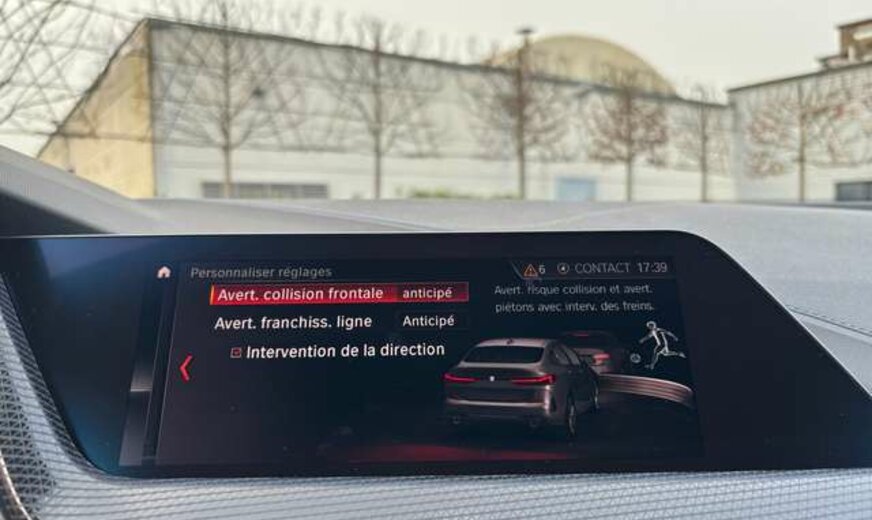 Personnaliser réglages
6 CONTACT 17:39
Avert. collision frontale anticipé
Avert. franchiss. ligne Anticipé
Intervention de la direction
Avert. risque collision et avert.
piétons avec interv. des freins.